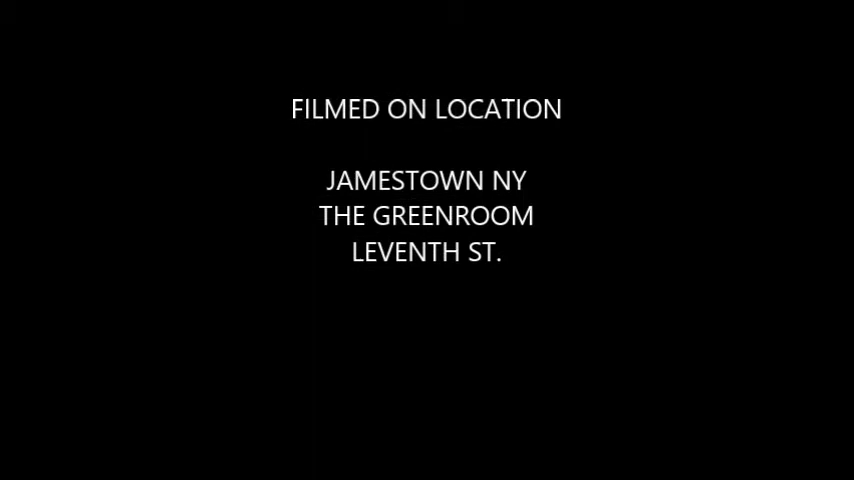 FILMED ON LOCATION
JAMESTOWN NY
THE GREENROOM
LEVENTH ST.